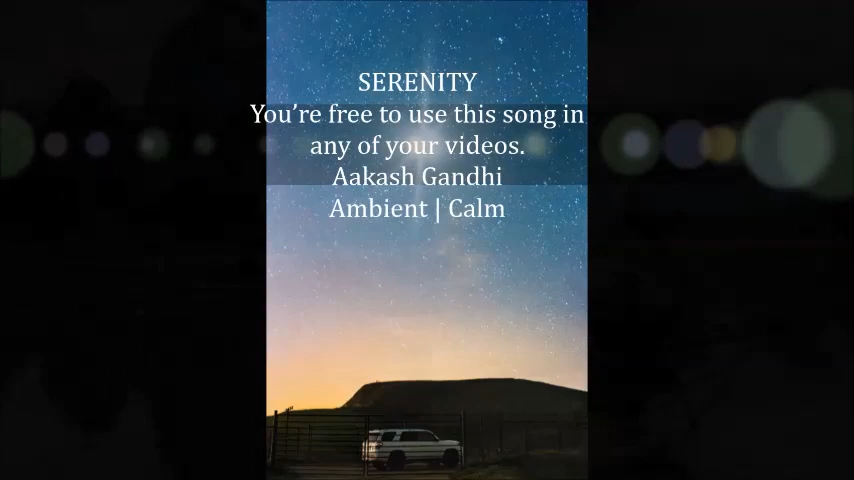 SERENITY
You’re free to use this song in
any of your videos.
Aakash Gandhi
Ambient | Calm